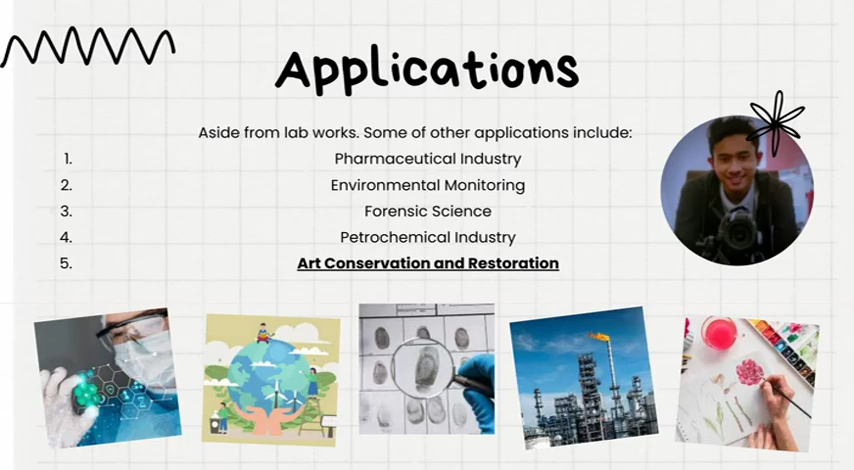 Applications
Aside from lab works. Some of other applications include:
1. Pharmaceutical Industry
2. Environmental Monitoring
3. Forensic Science
4. Petrochemical Industry
5. Art Conservation and Restoration